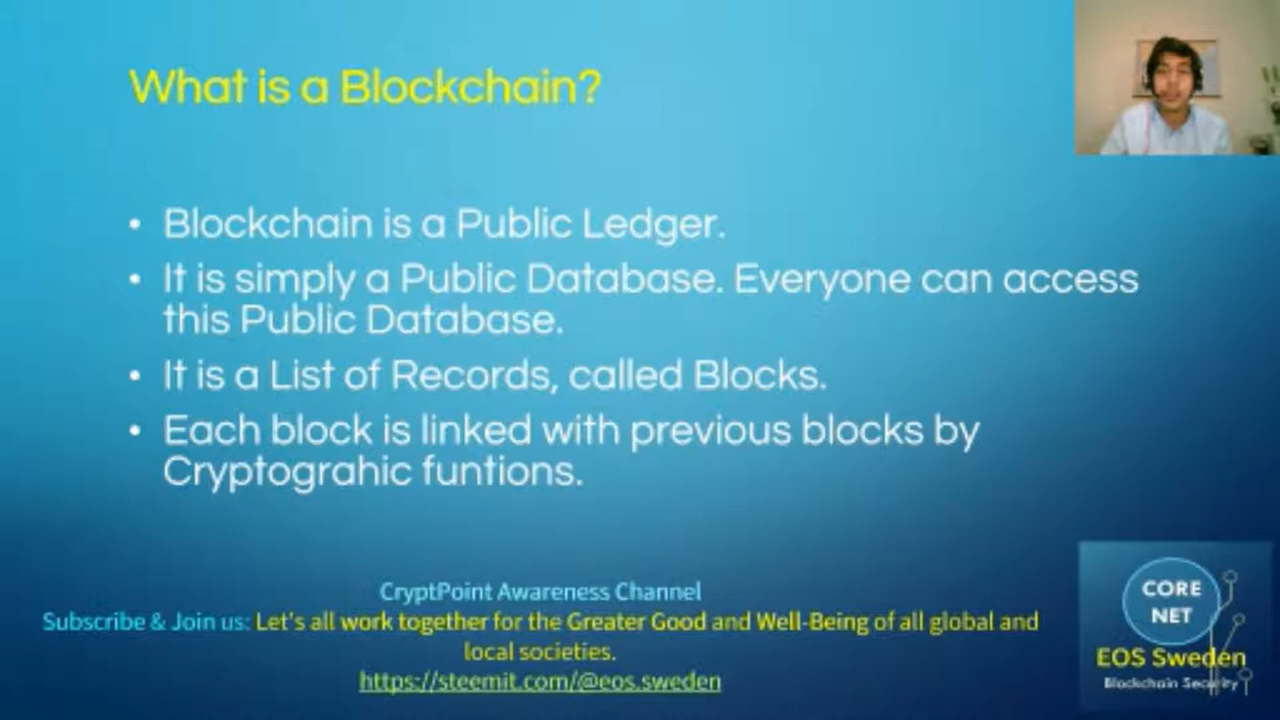 What is a Blockchain?
• Blockchain is a Public Ledger.
• It is simply a Public Database. Everyone can access
this Public Database.
• It is a List of Records, called Blocks.
• Each block is linked with previous blocks by
Cryptograhic funtions.
CryptPoint Awareness Channel
Subscribe & Join us: Let's all work together for the Greater Good and Well-Being of all global and
local societies.
https://steemit.com/@eos.sweden
CORE
NET
EOS Sweden
Blockchain Security